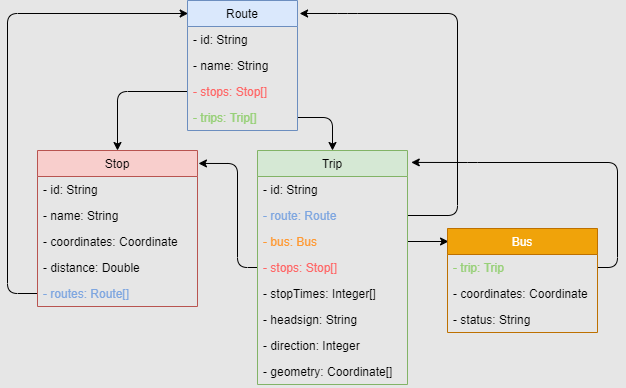 Route
- id: String
- name: String
- stops: Stop[]
- trips: Trip[]
Stop
- id: String
- name: String
- coordinates: Coordinate
- distance: Double
- routes: Route[]
Trip
- id: String
- route: Route
- bus: Bus
- stops: Stop[]
- stopTimes: Integer[]
- headsign: String
- direction: Integer
- geometry: Coordinate[]
Bus
- trip: Trip
- coordinates: Coordinate
- status: String